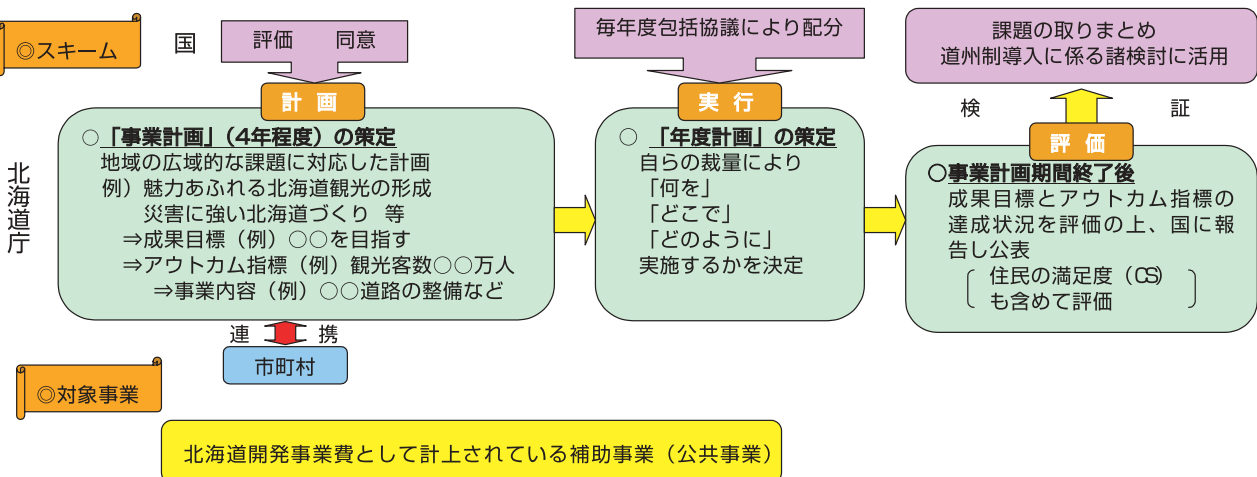 ◎スキーム
国
評価 同意
毎年度包括協議により配分
課題の取りまとめ
道州制導入に係る諸検討に活用
検 証
北海道庁
計 画
○「事業計画」（4年程度）の策定
地域の広域的な課題に対応した計画
例）魅力あふれる北海道観光の形成
災害に強い北海道づくり 等
⇒成果目標（例）○○を目指す
⇒アウトカム指標（例）観光客数○○万人
⇒事業内容（例）○○道路の整備など
実 行
○ 「年度計画」の策定
自らの裁量により
「何を」
「どこで」
「どのように」
実施するかを決定
評 価
○事業計画期間終了後
成果目標とアウトカム指標の
達成状況を評価の上、国に報
告し公表
住民の満足度（CS）
も含めて評価
連 携
市町村
◎対象事業
北海道開発事業費として計上されている補助事業（公共事業）